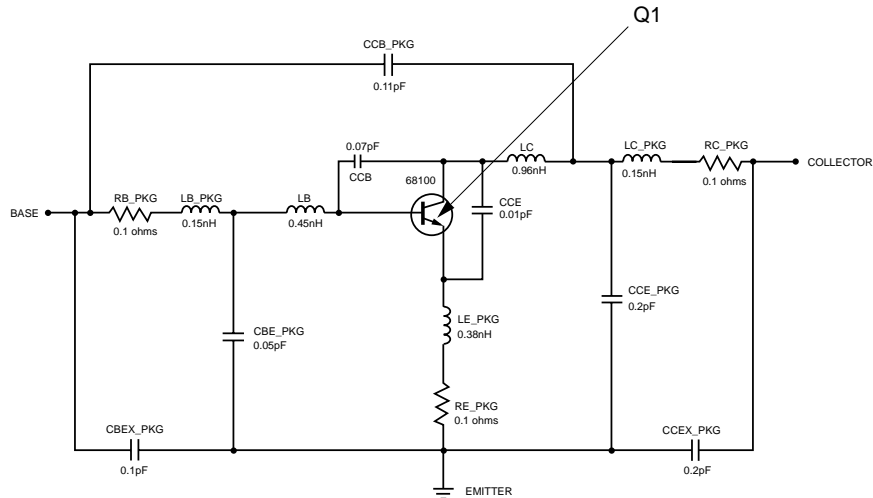 Q1
CCB_PKG
0.11pF
0.07pF
CCB
LC
0.96nH
LC_PKG
0.15nH
RC_PKG
0.1 ohms
COLLECTOR
68100
CCE
0.01pF
RB_PKG
0.1 ohms
LB_PKG
0.15nH
LB
0.45nH
BASE
CCE_PKG
0.2pF
LE_PKG
0.38nH
CBE_PKG
0.05pF
RE_PKG
0.1 ohms
CBEX_PKG
0.1pF
CCEX_PKG
0.2pF
EMITTER